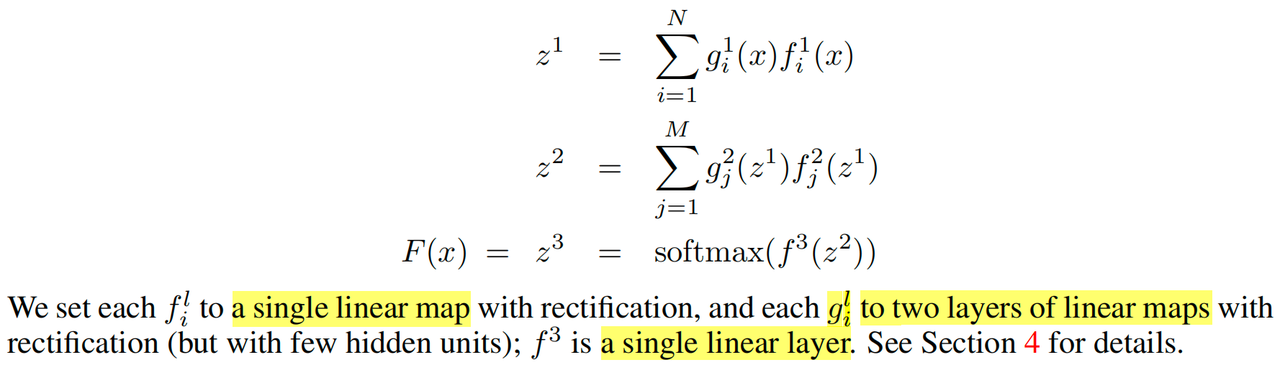 z^1 = \sum_{i=1}^{N} g_i^1(x) f_i^1(x)
z^2 = \sum_{j=1}^{M} g_j^2(z^1) f_j^2(z^1)
F(x) = z^3 = softmax(f^3(z^2))
We set each f_i^l to a single linear map with rectification, and each g_i^l to two layers of linear maps with
rectification (but with few hidden units); f^3 is a single linear layer. See Section 4 for details.